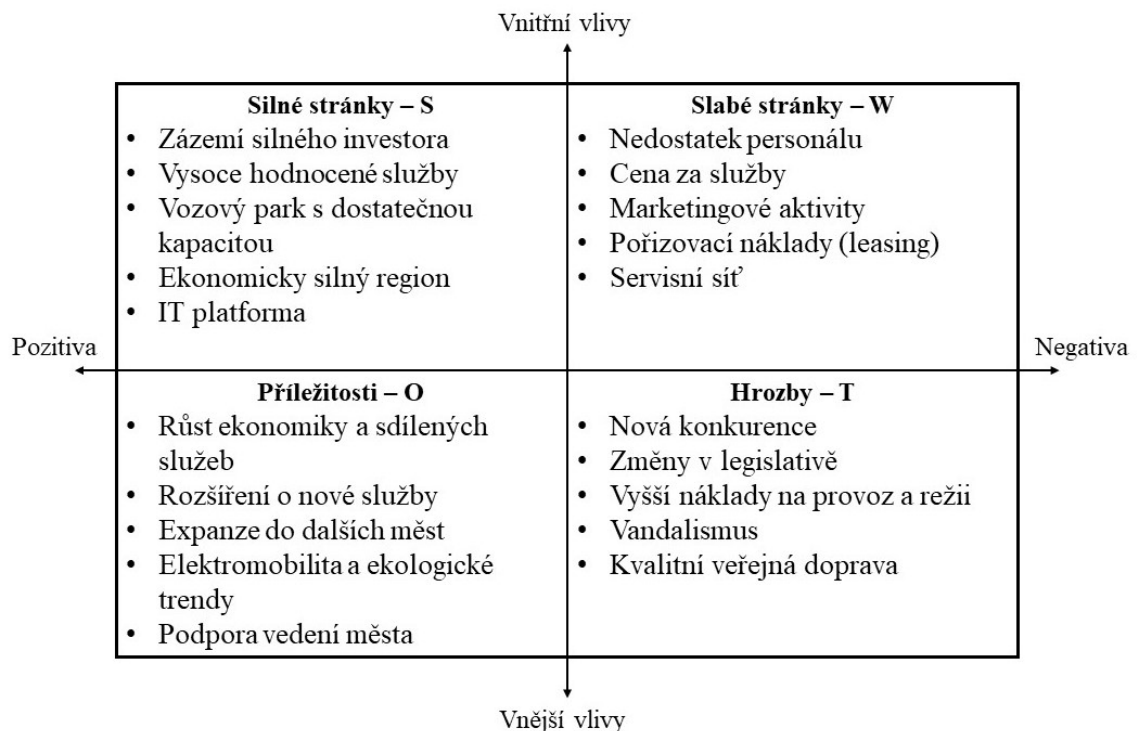 Vnitřní vlivy
Silné stránky – S
• Zázemí silného investora
• Vysoce hodnocené služby
• Vozový park s dostatečnou
kapacitou
• Ekonomicky silný region
• IT platforma
Slabé stránky – W
• Nedostatek personálu
• Cena za služby
• Marketingové aktivity
• Pořizovací náklady (leasing)
• Servisní síť
Pozitiva
Negativa
Příležitosti – O
• Růst ekonomiky a sdílených
služeb
• Rozšíření o nové služby
• Expanze do dalších měst
• Elektromobilita a ekologické
trendy
• Podpora vedení města
Hrozby – T
• Nová konkurence
• Změny v legislativě
• Vyšší náklady na provoz a režii
• Vandalismus
• Kvalitní veřejná doprava
Vnější vlivy